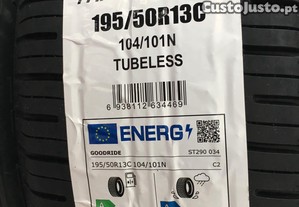 CustoJusto.pt
195/50R13C
104/101N
TUBELESS
6 938112 634469
ENERG
GOODRIDE ST290 034
195/50R13C 104/101N C2